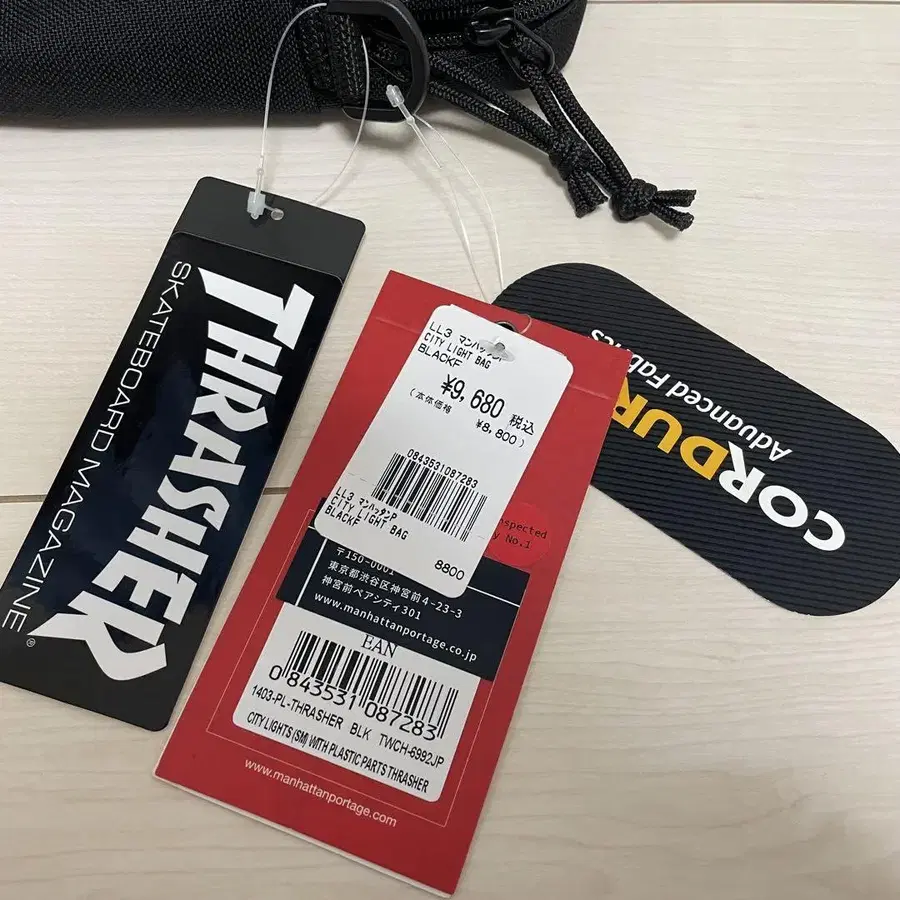 THRASHER
SKATEBOARD MAGAZINE®
LL3 マンハッタンP
CITY LIGHT BAG
BLACKF
¥9,680 税込
(本体価格 ¥8,800)
0843531087283
LL3 マンハッタンP
CITY LIGHT BAG
BLACKF
8800
nspected
y No.1
〒150-0001
東京都渋谷区神宮前4-23-3
神宮前ペアシティ301
www.manhattanportage.co.jp
EAN
0 843531 087283
1403-PL-THRASHER BLK TWCH-6992JP
CITY LIGHTS (SM) WITH PLASTIC PARTS THRASHER
www.manhattanportage.com
CORDUR
Advanced Fabrics